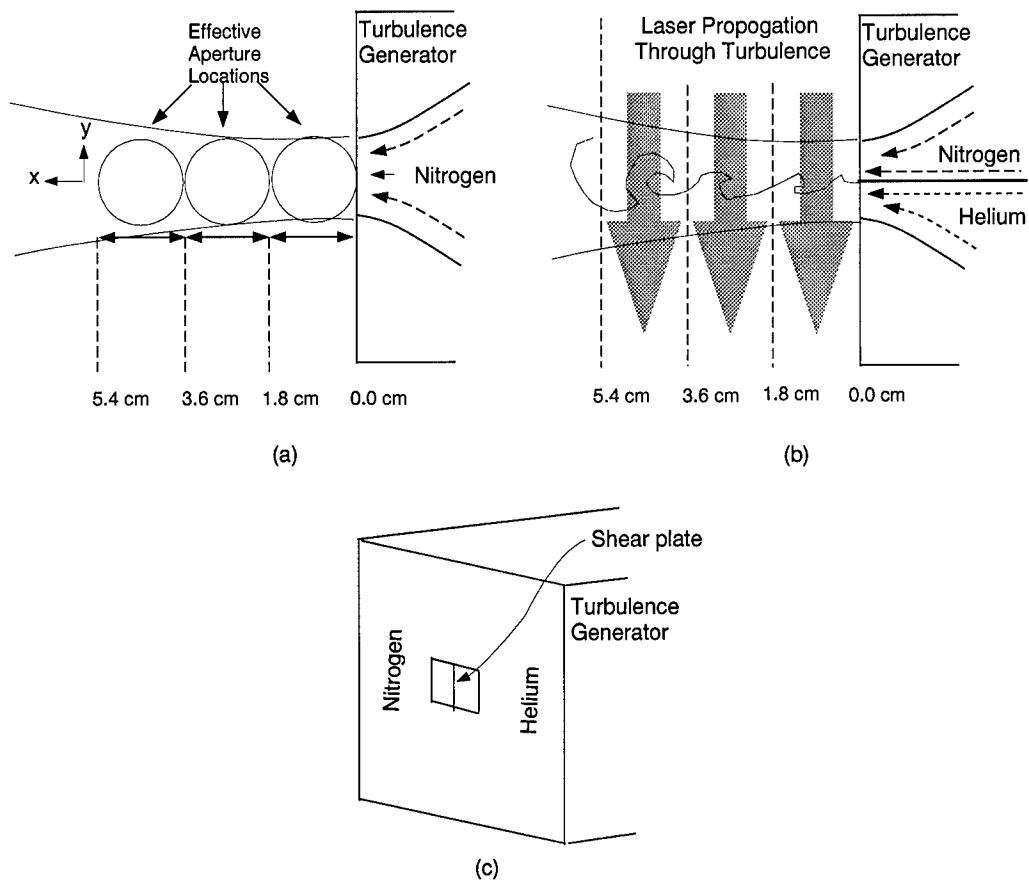 Effective
Aperture
Locations
Turbulence
Generator
y
x
Nitrogen
5.4 cm
3.6 cm
1.8 cm
0.0 cm
(a)
Laser Propogation
Through Turbulence
Turbulence
Generator
Nitrogen
Helium
5.4 cm
3.6 cm
1.8 cm
0.0 cm
(b)
Shear plate
Turbulence
Generator
Nitrogen
Helium
(c)